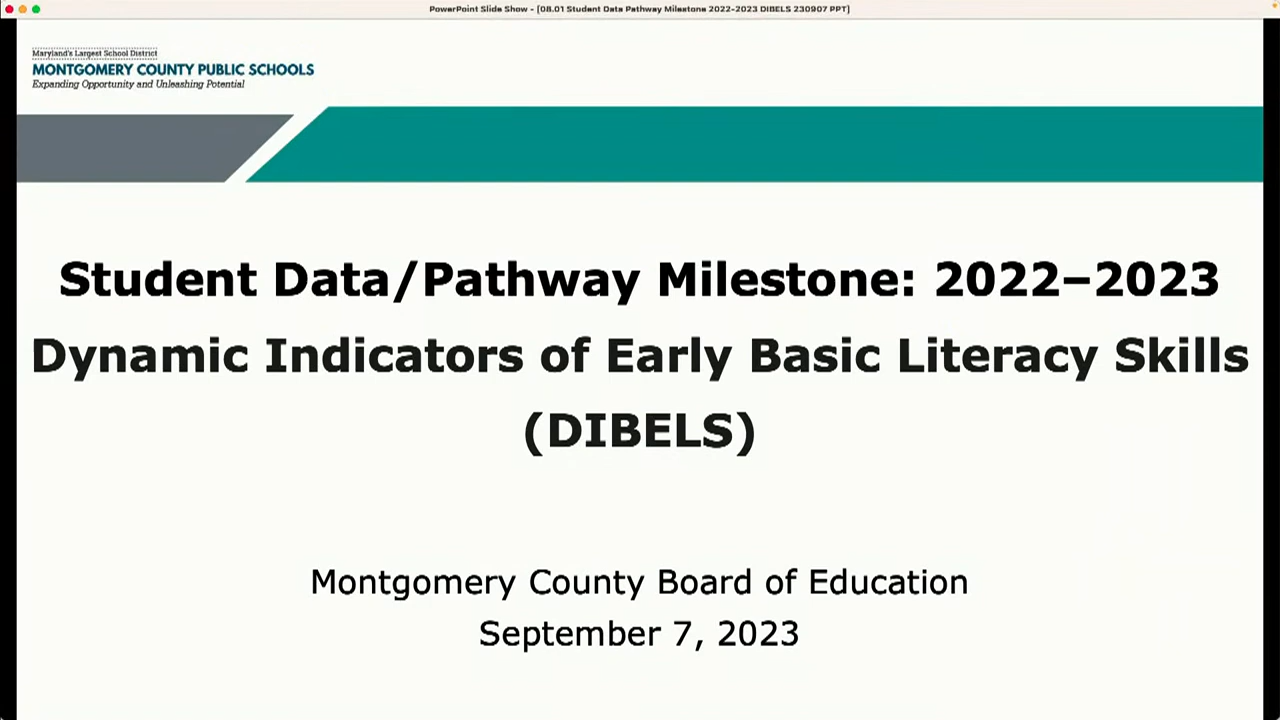 PowerPoint Slide Show - [08.01 Student Data Pathway Milestone 2022-2023 DIBELS 230907 PPT]
Maryland's Largest School District
MONTGOMERY COUNTY PUBLIC SCHOOLS
Expanding Opportunity and Unleashing Potential
Student Data/Pathway Milestone: 2022–2023
Dynamic Indicators of Early Basic Literacy Skills
(DIBELS)
Montgomery County Board of Education
September 7, 2023